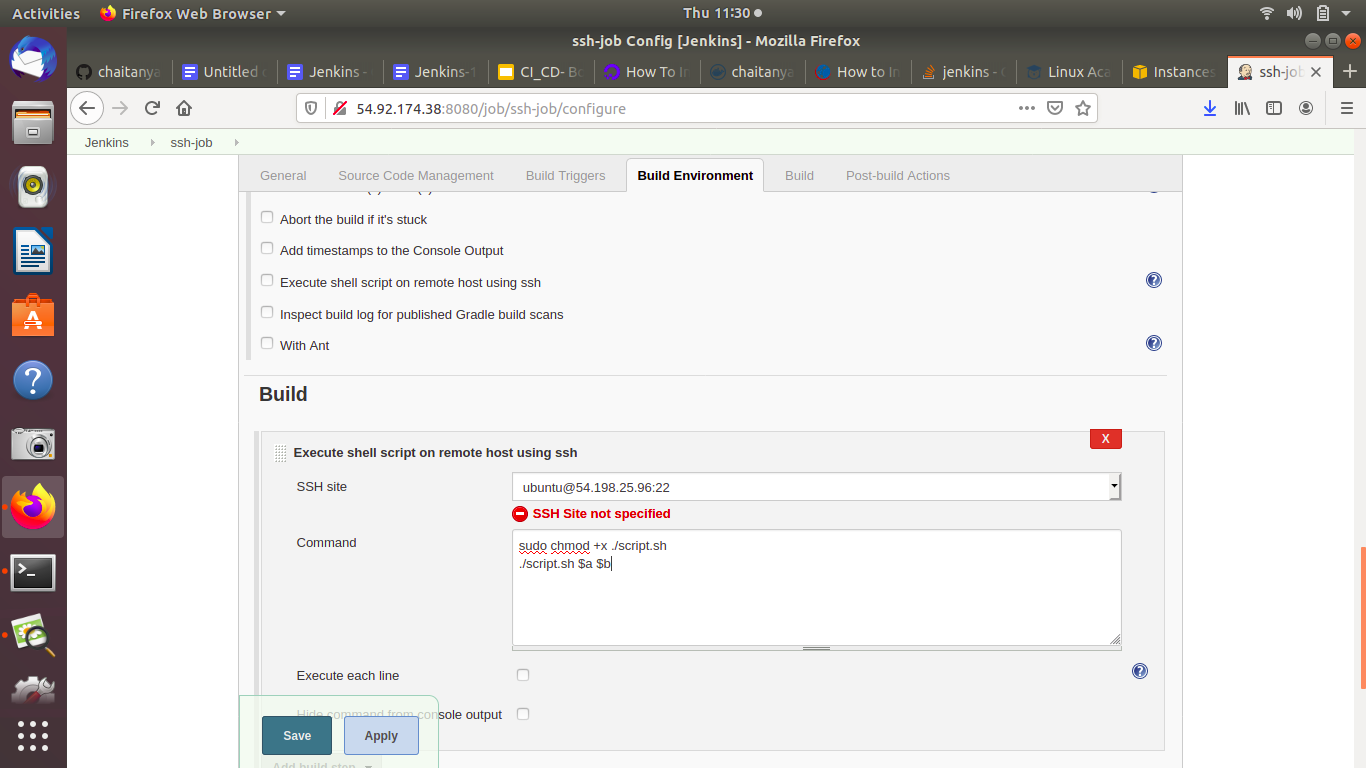 Activities Firefox Web Browser Thu 11:30
ssh-job Config [Jenkins] - Mozilla Firefox
chaitanya Untitled Jenkins - Jenkins-1 CI_CD- Bo How To In chaitanya How to In jenkins - Linux Aca Instances ssh-job
54.92.174.38:8080/job/ssh-job/configure
Jenkins ssh-job
General Source Code Management Build Triggers Build Environment Build Post-build Actions
Abort the build if it's stuck
Add timestamps to the Console Output
Execute shell script on remote host using ssh
Inspect build log for published Gradle build scans
With Ant
Build
X
Execute shell script on remote host using ssh
SSH site ubuntu@54.198.25.96:22
SSH Site not specified
Command sudo chmod +x ./script.sh
./script.sh $a $b
Execute each line
Hide command from console output
Save Apply
Add build step